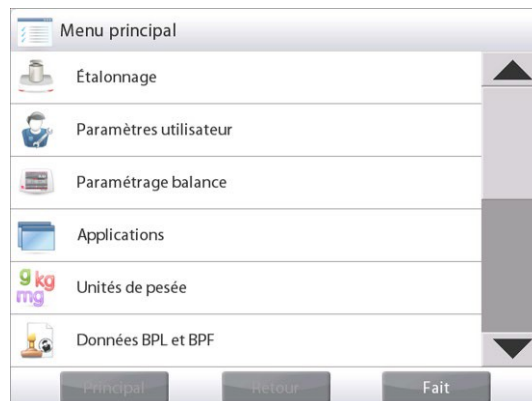 Menu principal
Étalonnage
Paramètres utilisateur
Paramétrage balance
Applications
g kg
mg
Unités de pesée
Données BPL et BPF
Principal Retour Fait